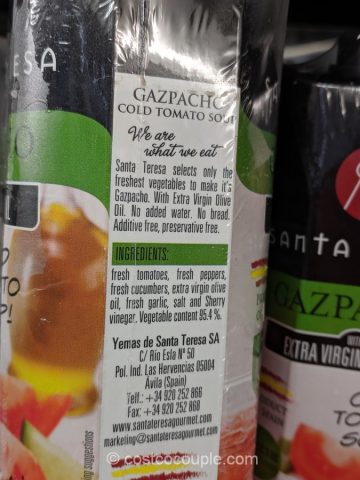 ESA
GAZPACHO
COLD TOMATO SOUP
We are
what we eat
Santa Teresa selects only the
freshest vegetables to make it's
Gazpacho. With Extra Virgin Olive
Oil. No added water. No bread.
Additive free, preservative free.
INGREDIENTS:
fresh tomatoes, fresh peppers,
fresh cucumbers, extra virgin olive
oil, fresh garlic, salt and Sherry
vinegar. Vegetable content 95.4 %.
Yemas de Santa Teresa SA
C/ Río Esla Nº 50
Pol. Ind. Las Hervencias 05004
Ávila (Spain)
Telf.: +34 920 252 866
Fax: +34 920 252 868
www.santateresagourmet.com
marketing@santateresagourmet.com
P!
santa
GAZPA
EXTRA VIRGIN
costcocouple.com